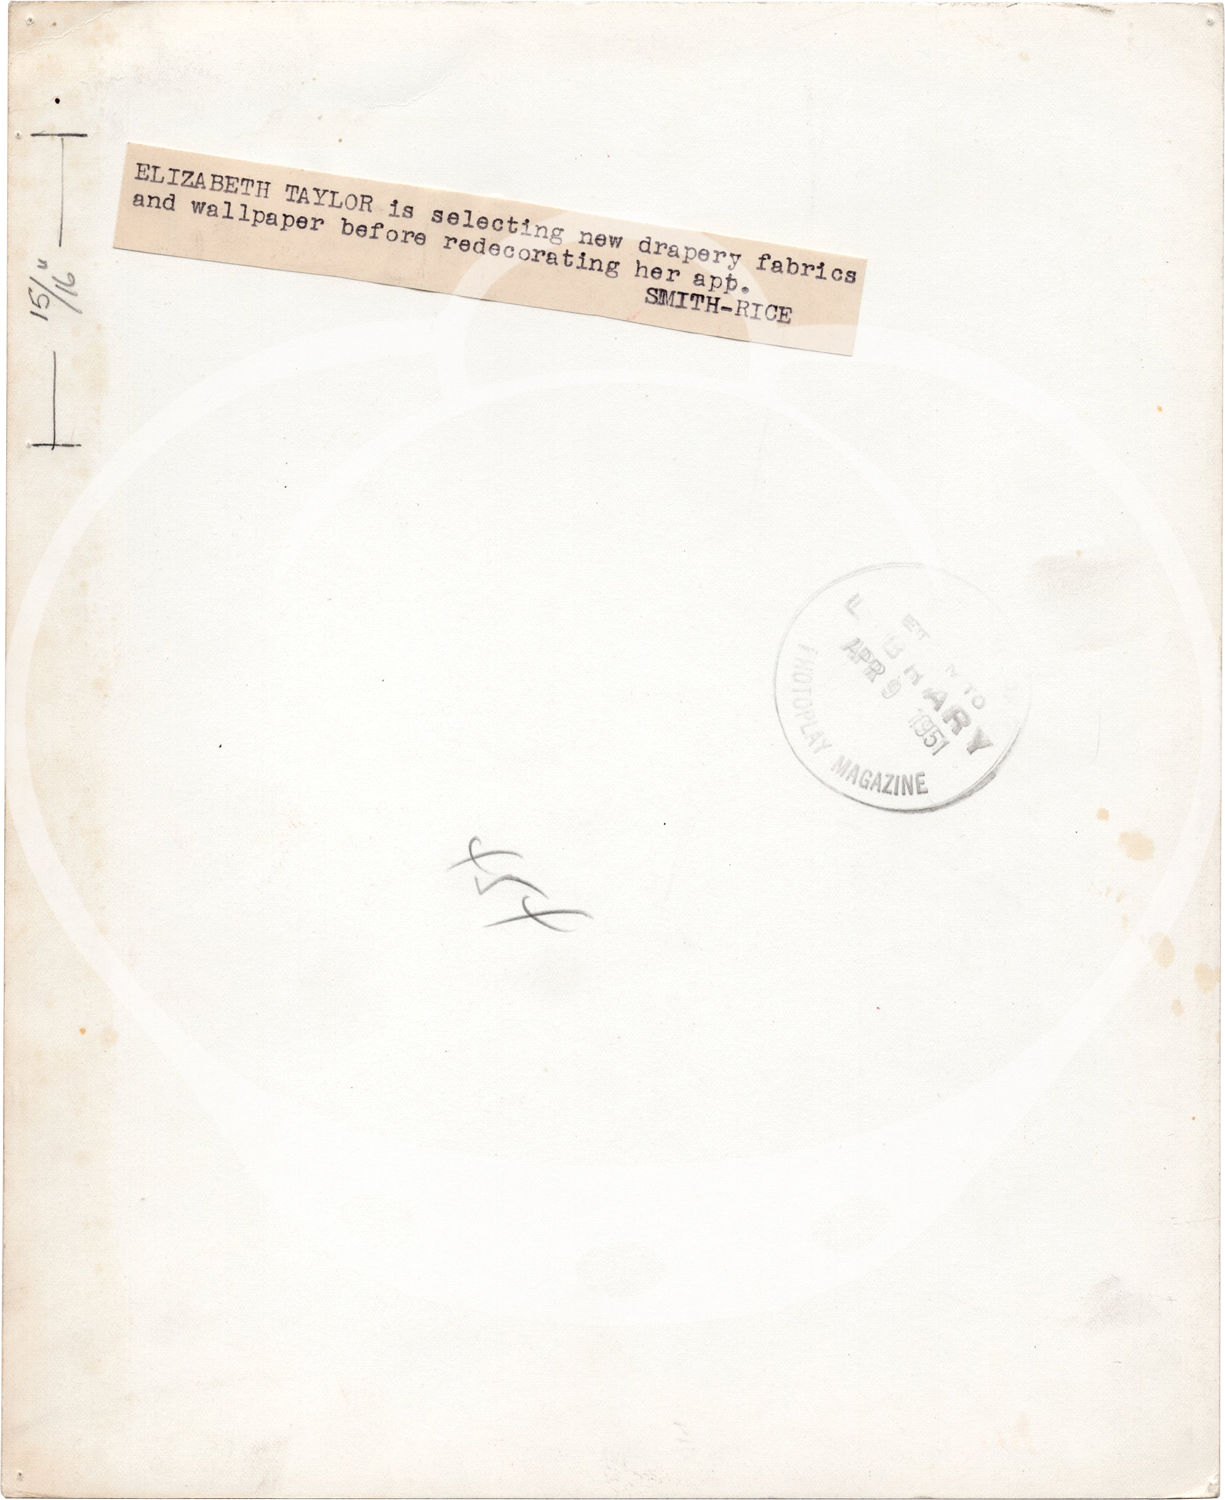 ELIZABETH TAYLOR is selecting new drapery fabrics
and wallpaper before redecorating her apt.
SMITH-RICE
15/16"
APR 9 1951
PHOTOPLAY MAGAZINE